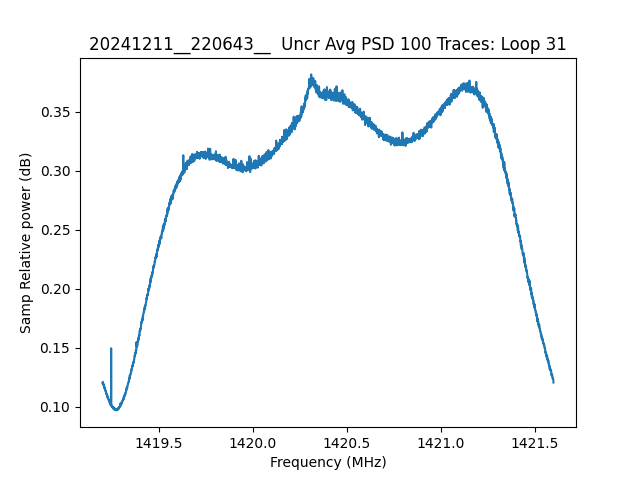 20241211__220643__  Uncr Avg PSD 100 Traces: Loop 31
0.35
0.30
0.25
0.20
0.15
0.10
Samp Relative power (dB)
1419.5 1420.0 1420.5 1421.0 1421.5
Frequency (MHz)